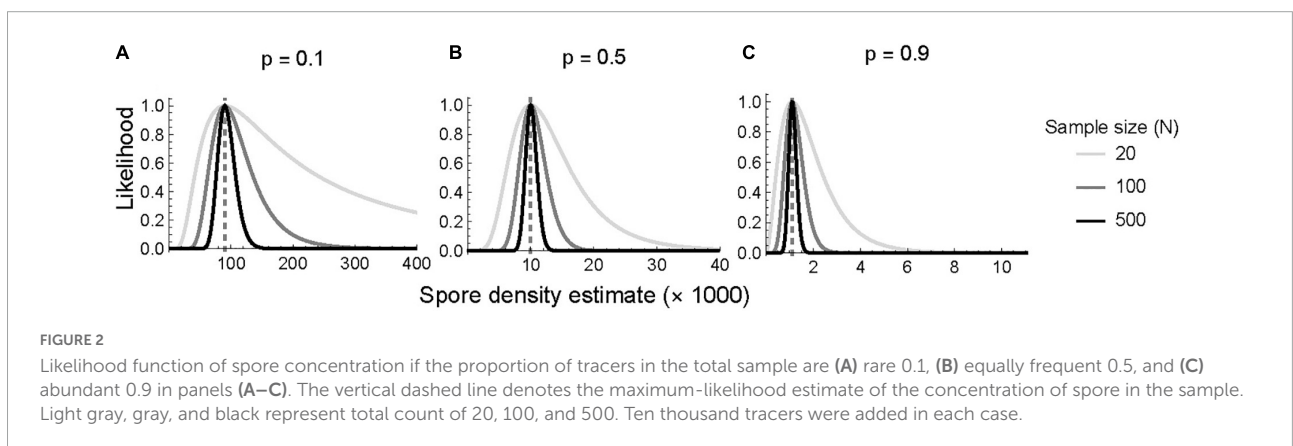 A
p = 0.1
B
p = 0.5
C
p = 0.9
Likelihood
1.0
0.8
0.6
0.4
0.2
0.0
100 200 300 400
1.0
0.8
0.6
0.4
0.2
0.0
10 20 30 40
1.0
0.8
0.6
0.4
0.2
0.0
2 4 6 8 10
Sample size (N)
20
100
500
Spore density estimate (× 1000)
FIGURE 2
Likelihood function of spore concentration if the proportion of tracers in the total sample are (A) rare 0.1, (B) equally frequent 0.5, and (C)
abundant 0.9 in panels (A–C). The vertical dashed line denotes the maximum-likelihood estimate of the concentration of spore in the sample.
Light gray, gray, and black represent total count of 20, 100, and 500. Ten thousand tracers were added in each case.